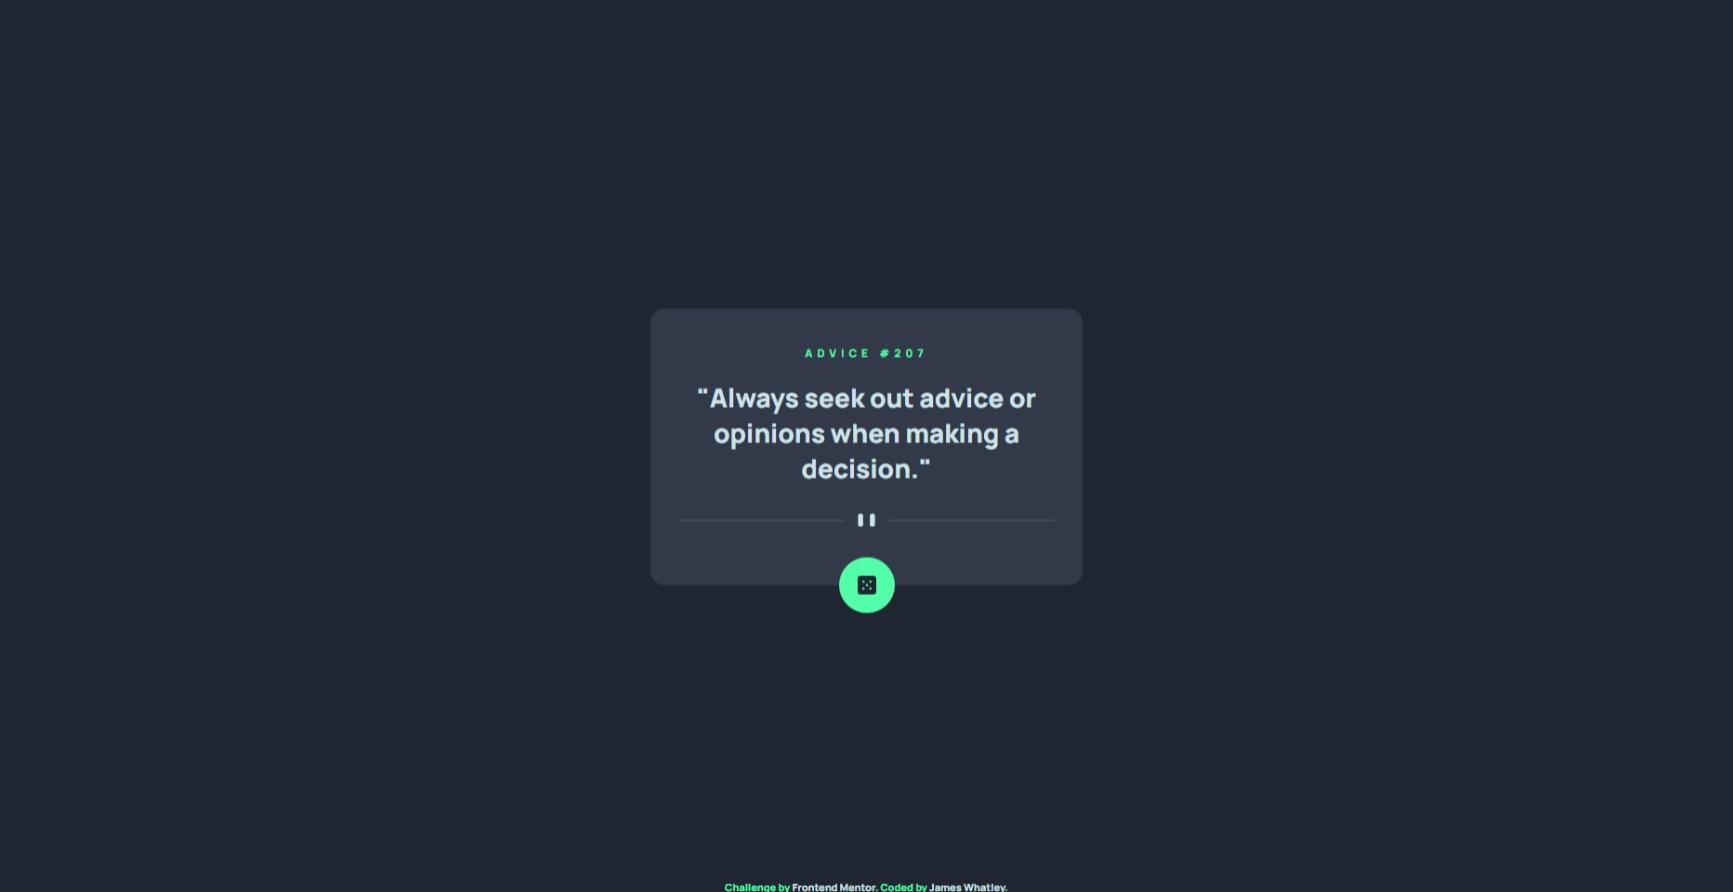 ADVICE #207
"Always seek out advice or
opinions when making a
decision."
Challenge by Frontend Mentor. Coded by James Whatley.